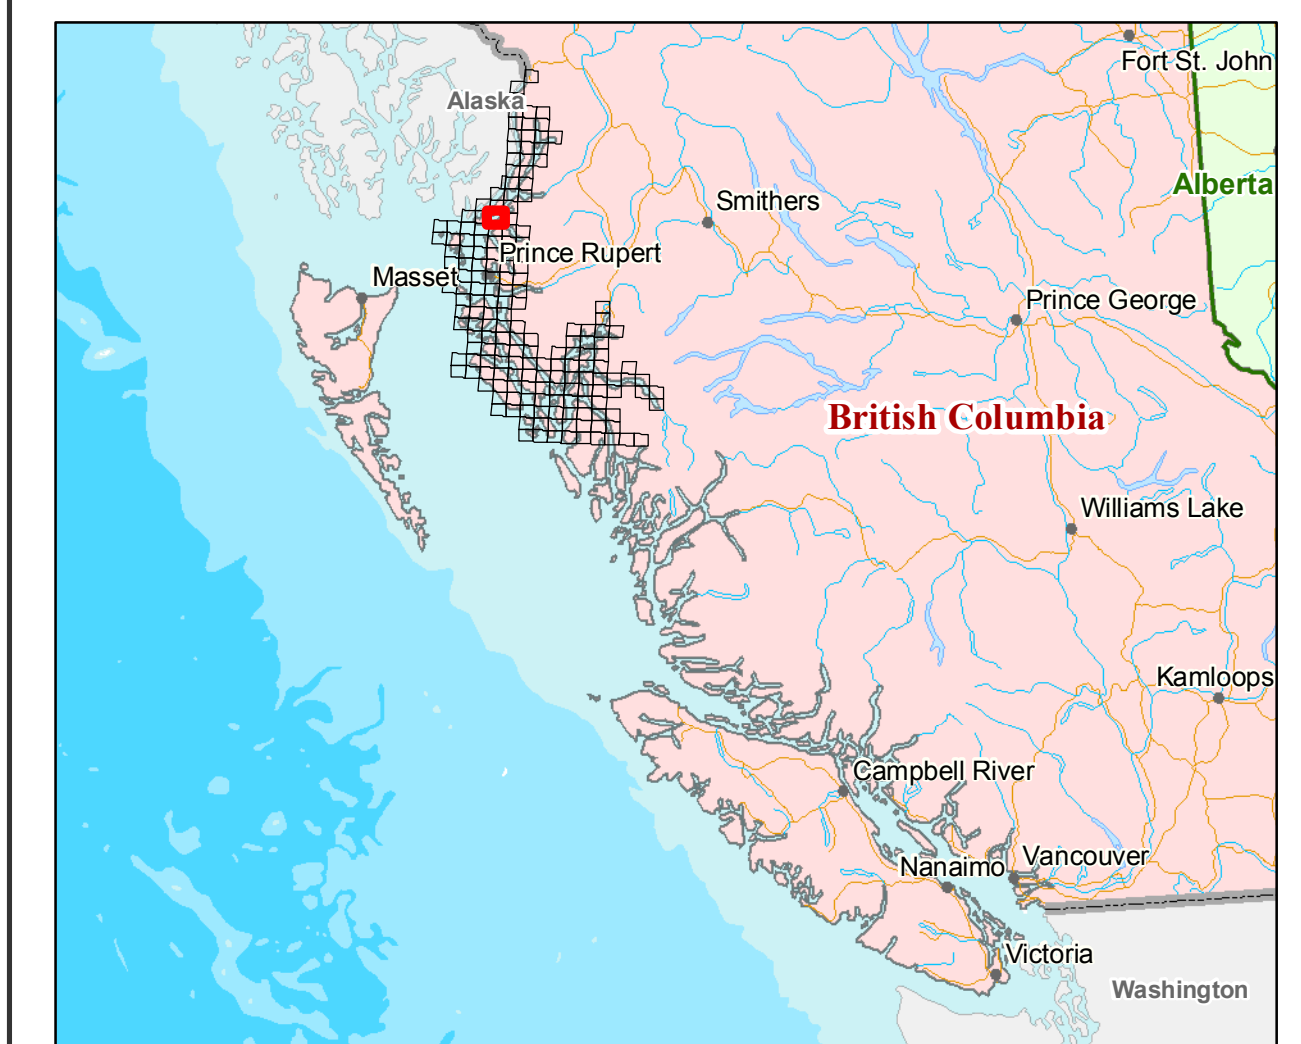 Fort St. John
Alaska
Alberta
Smithers
Prince Rupert
Masset
Prince George
British Columbia
Williams Lake
Kamloops
Campbell River
Vancouver
Nanaimo
Victoria
Washington